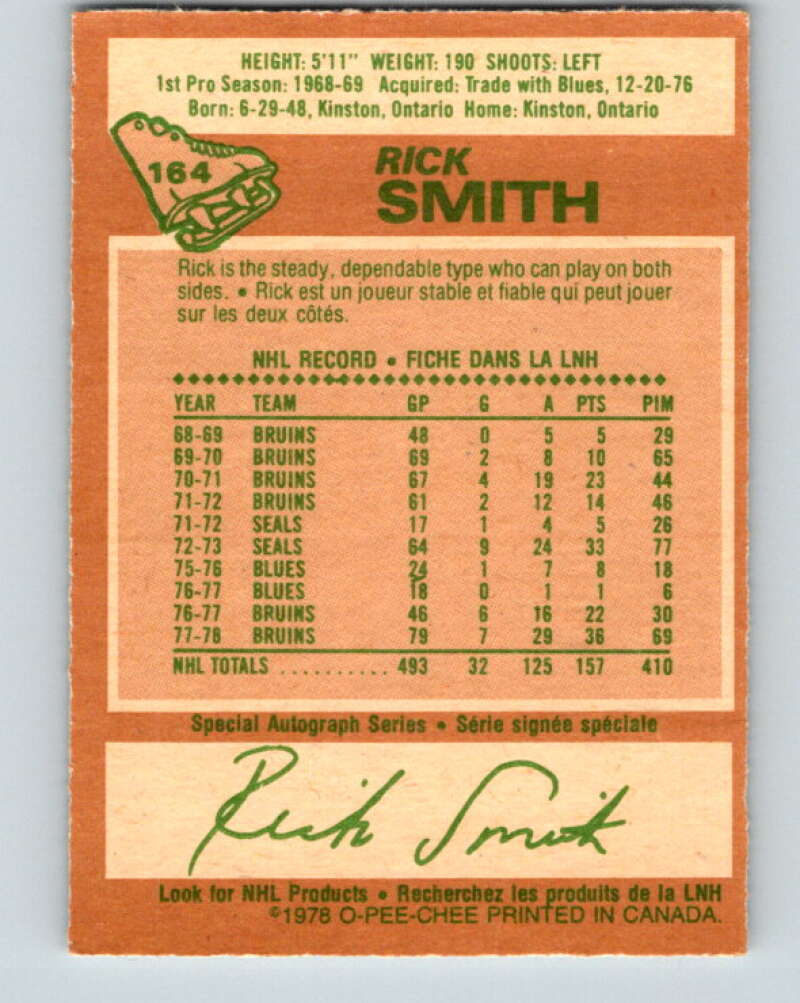 HEIGHT: 5'11" WEIGHT: 190 SHOOTS: LEFT
1st Pro Season: 1968-69 Acquired: Trade with Blues, 12-20-76
Born: 6-29-48, Kinston, Ontario Home: Kinston, Ontario
164
RICK
SMITH
Rick is the steady, dependable type who can play on both
sides. • Rick est un joueur stable et fiable qui peut jouer
sur les deux côtés.
NHL RECORD • FICHE DANS LA LNH
YEAR TEAM GP G A PTS PIM
68-69 BRUINS 48 0 5 5 29
69-70 BRUINS 69 2 8 10 65
70-71 BRUINS 67 4 19 23 44
71-72 BRUINS 61 2 12 14 46
71-72 SEALS 17 1 4 5 26
72-73 SEALS 64 9 24 33 77
75-76 BLUES 24 1 7 8 18
76-77 BLUES 18 0 1 1 6
76-77 BRUINS 46 6 16 22 30
77-78 BRUINS 79 7 29 36 69
NHL TOTALS .......... 493 32 125 157 410
Special Autograph Series • Série signée spéciale
Rick Smith
Look for NHL Products • Recherchez les produits de la LNH
©1978 O-PEE-CHEE PRINTED IN CANADA.